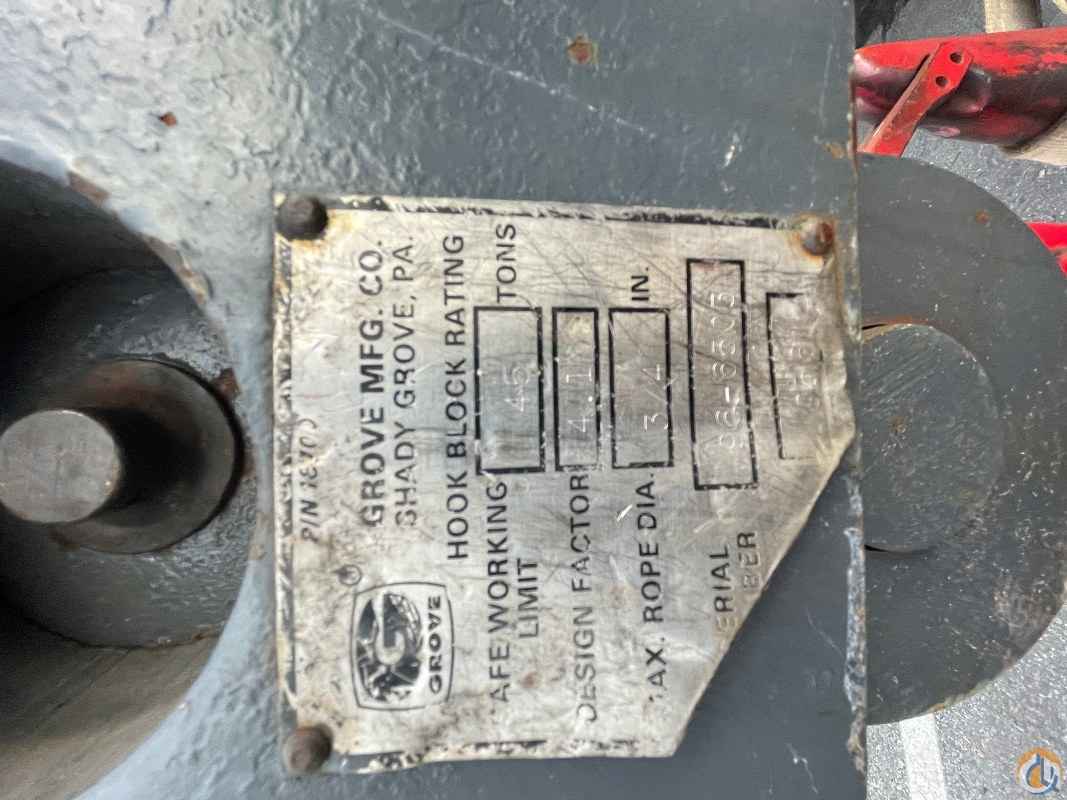 GROVE MFG. CO.
SHADY GROVE, PA.
GROVE
HOOK BLOCK RATING
AFE WORKING LIMIT 45 TONS
DESIGN FACTOR 4.1
AX. ROPE DIA. 3/4 IN.
ERIAL
BER